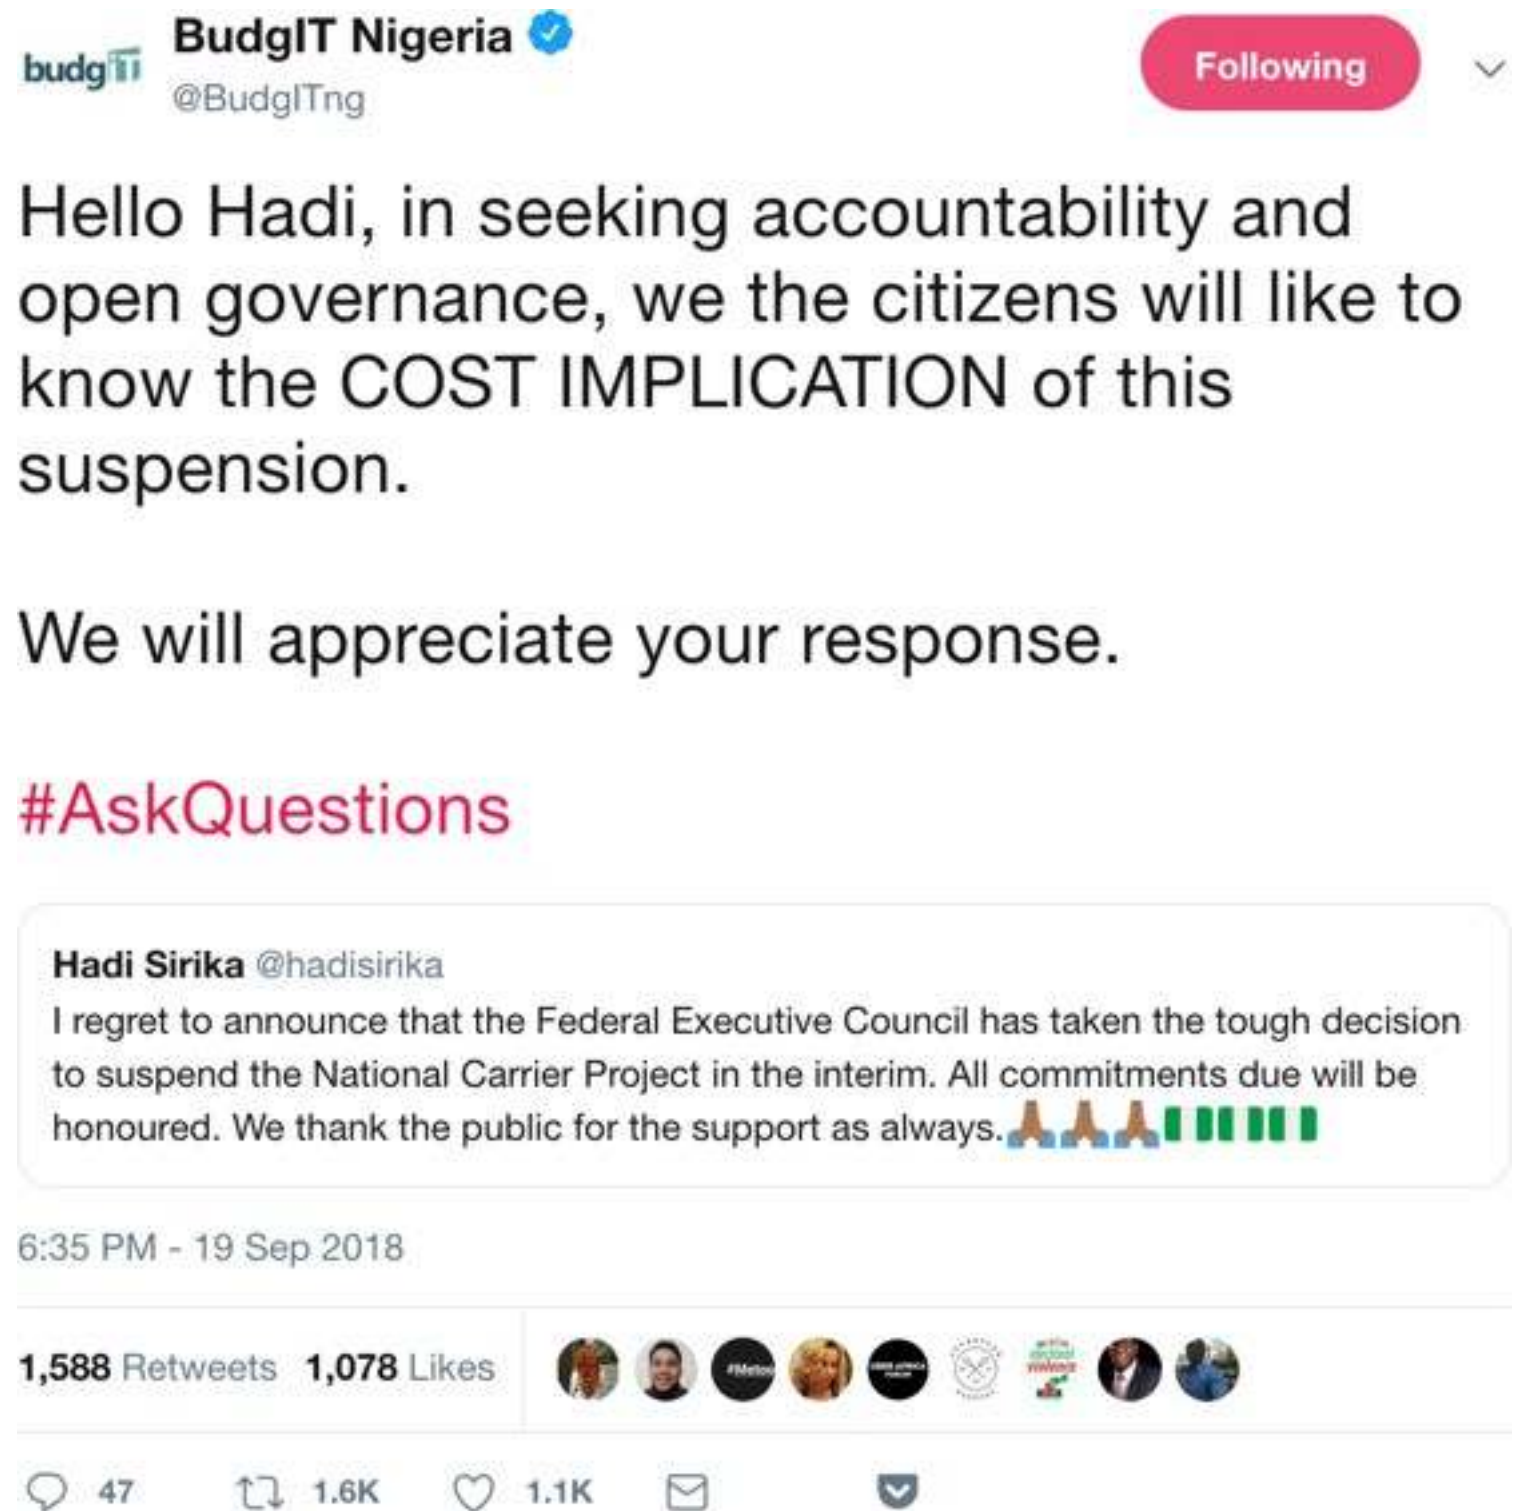 budgIT
BudgIT Nigeria
@BudgITng
Following
Hello Hadi, in seeking accountability and
open governance, we the citizens will like to
know the COST IMPLICATION of this
suspension.
We will appreciate your response.
#AskQuestions
Hadi Sirika @hadisirika
I regret to announce that the Federal Executive Council has taken the tough decision
to suspend the National Carrier Project in the interim. All commitments due will be
honoured. We thank the public for the support as always.
6:35 PM - 19 Sep 2018
1,588 Retweets 1,078 Likes
#Metoo
47 1.6K 1.1K